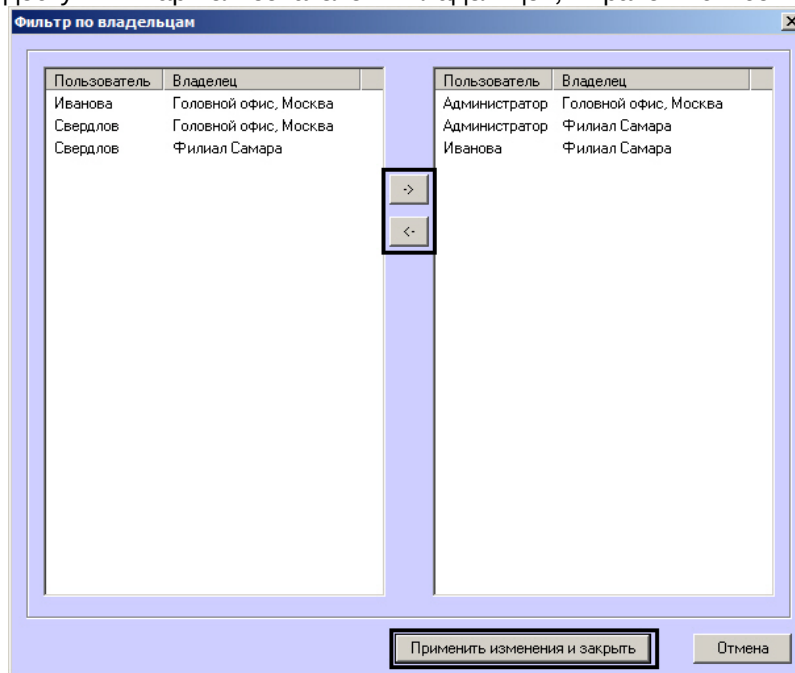 Фильтр по владельцам
Пользователь Владелец
Иванова Головной офис, Москва
Свердлов Головной офис, Москва
Свердлов Филиал Самара
->
<-
Пользователь Владелец
Администратор Головной офис, Москва
Администратор Филиал Самара
Иванова Филиал Самара
Применить изменения и закрыть
Отмена